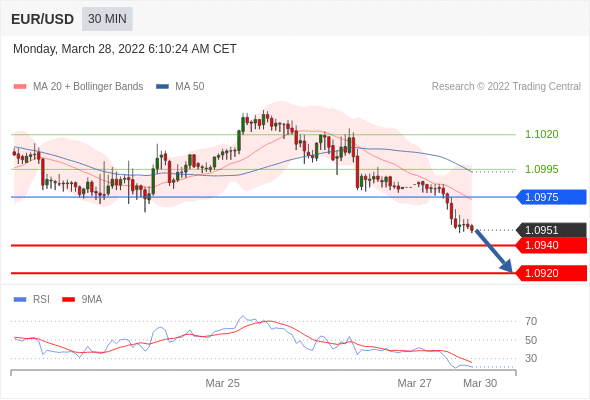 EUR/USD 30 MIN
Monday, March 28, 2022 6:10:24 AM CET
MA 20 + Bollinger Bands MA 50 Research © 2022 Trading Central
1.1020
1.0995
1.0975
1.0951
1.0940
1.0920
RSI 9MA
70
50
30
Mar 25 Mar 27 Mar 30